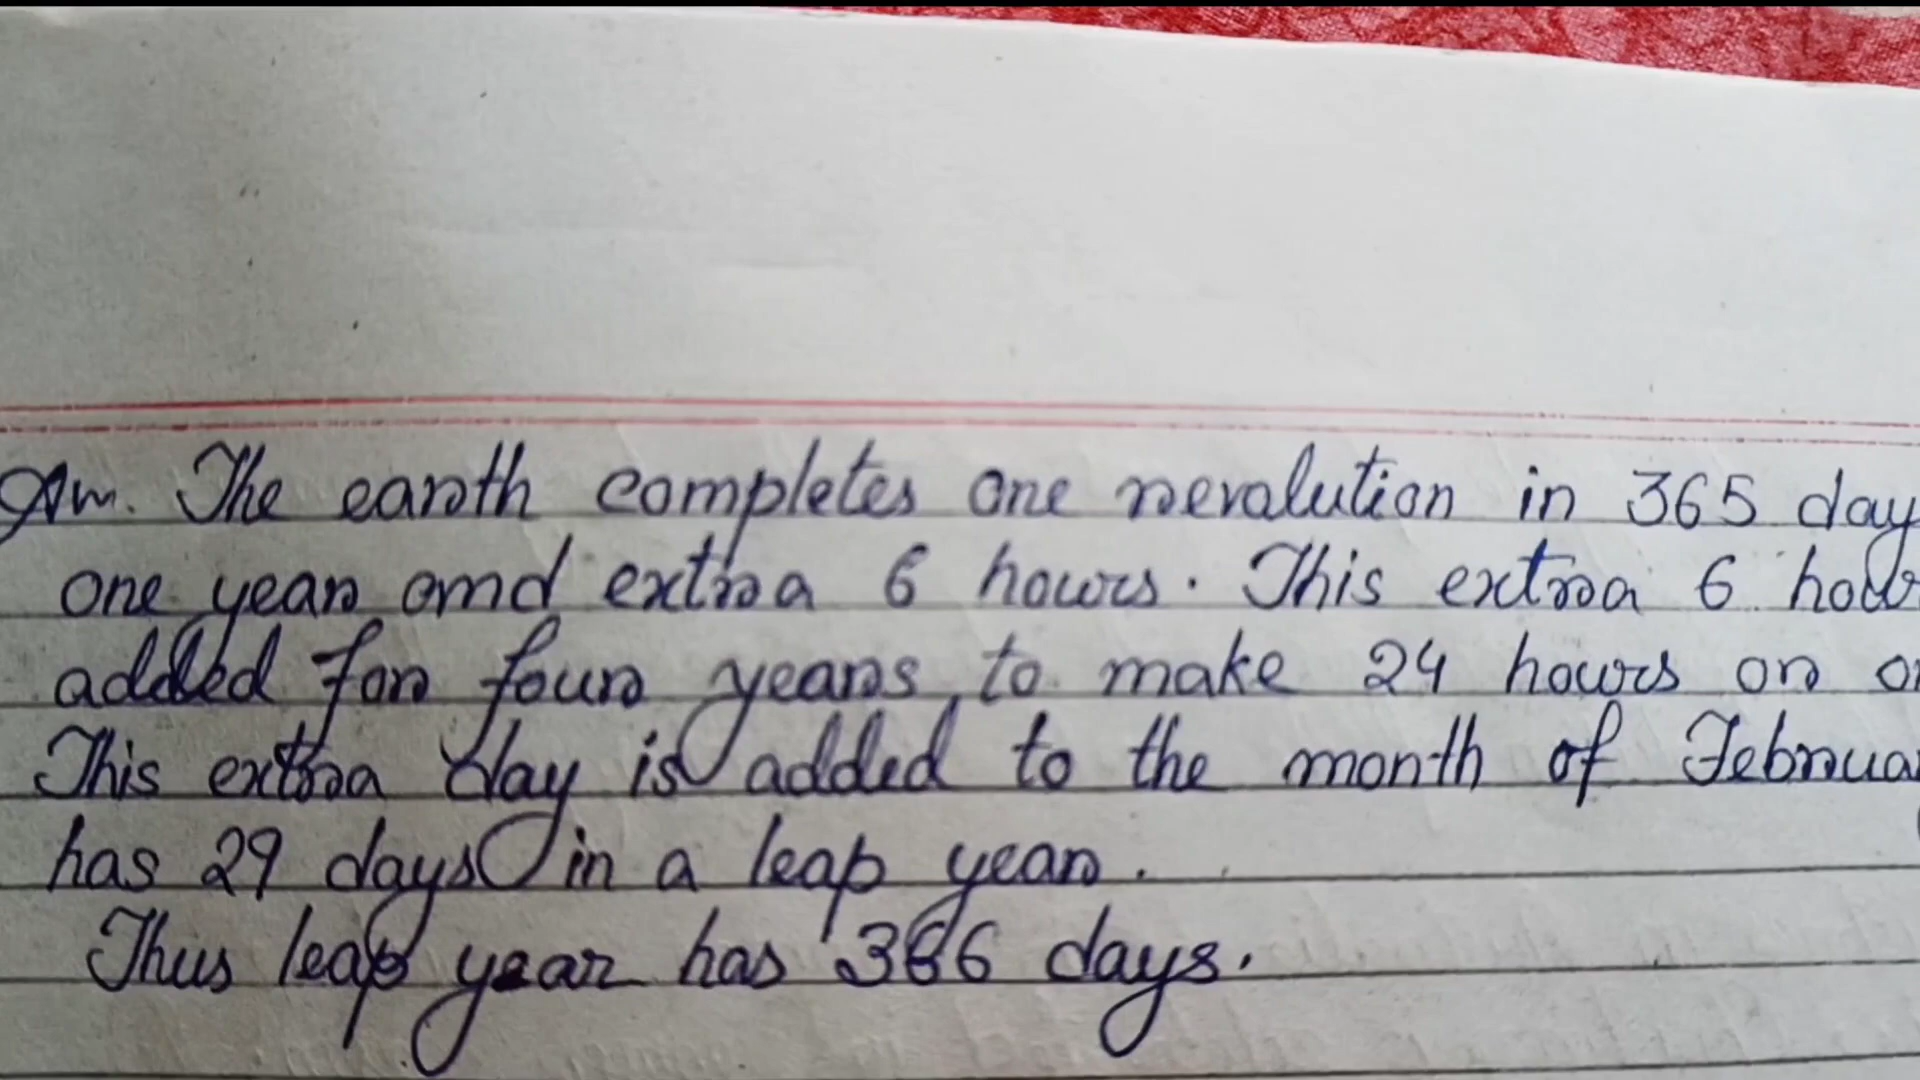 Ans. The earth completes one revolution in 365 day
one year and extra 6 hours. This extra 6 hour
added for four years to make 24 hours or
This extra day is added to the month of Februar
has 29 days in a leap year.
Thus leap year has 366 days.